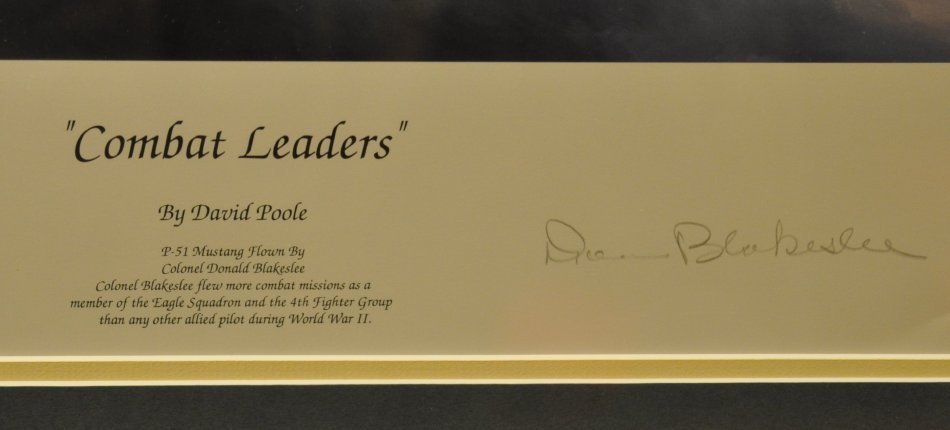 "Combat Leaders"
By David Poole
P-51 Mustang Flown By
Colonel Donald Blakeslee
Colonel Blakeslee flew more combat missions as a
member of the Eagle Squadron and the 4th Fighter Group
than any other allied pilot during World War II.
Don Blakeslee